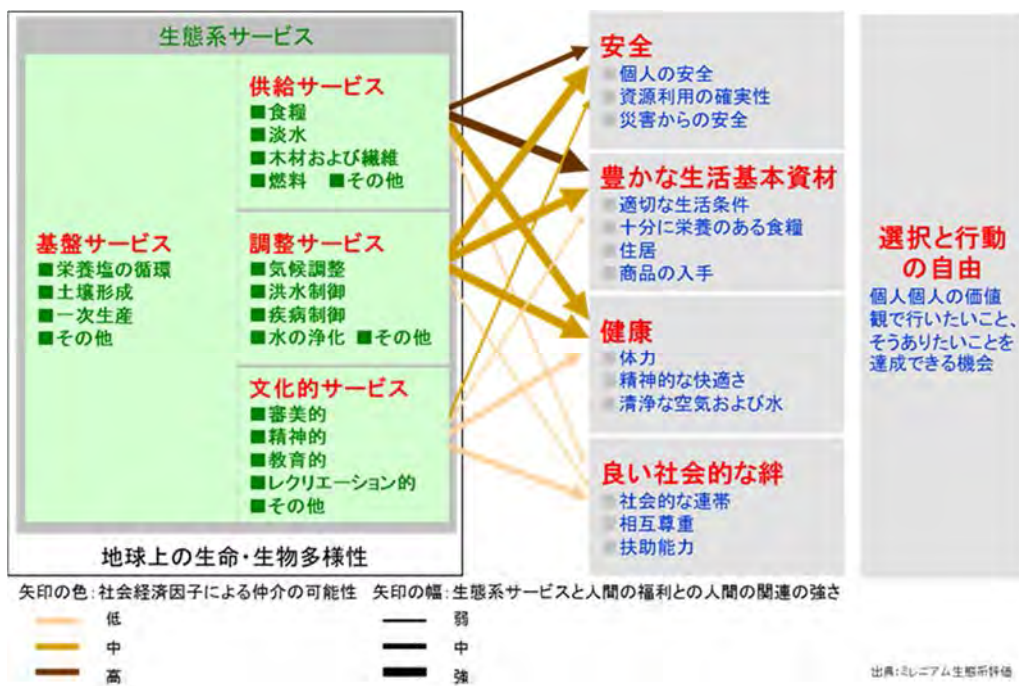 生態系サービス
基盤サービス
■栄養塩の循環
■土壌形成
■一次生産
■その他
供給サービス
■食糧
■淡水
■木材および繊維
■燃料 ■その他
調整サービス
■気候調整
■洪水制御
■疾病制御
■水の浄化 ■その他
文化的サービス
■審美的
■精神的
■教育的
■レクリエーション的
■その他
地球上の生命・生物多様性
安全
個人の安全
資源利用の確実性
災害からの安全
豊かな生活基本資材
適切な生活条件
十分に栄養のある食糧
住居
商品の入手
健康
体力
精神的な快適さ
清浄な空気および水
良い社会的な絆
社会的な連帯
相互尊重
扶助能力
選択と行動
の自由
個人個人の価値
観で行いたいこと、
そうありたいことを
達成できる機会
矢印の色:社会経済因子による仲介の可能性
低
中
高
矢印の幅:生態系サービスと人間の福利との人間の関連の強さ
弱
中
強
出典:ミレニアム生態系評価